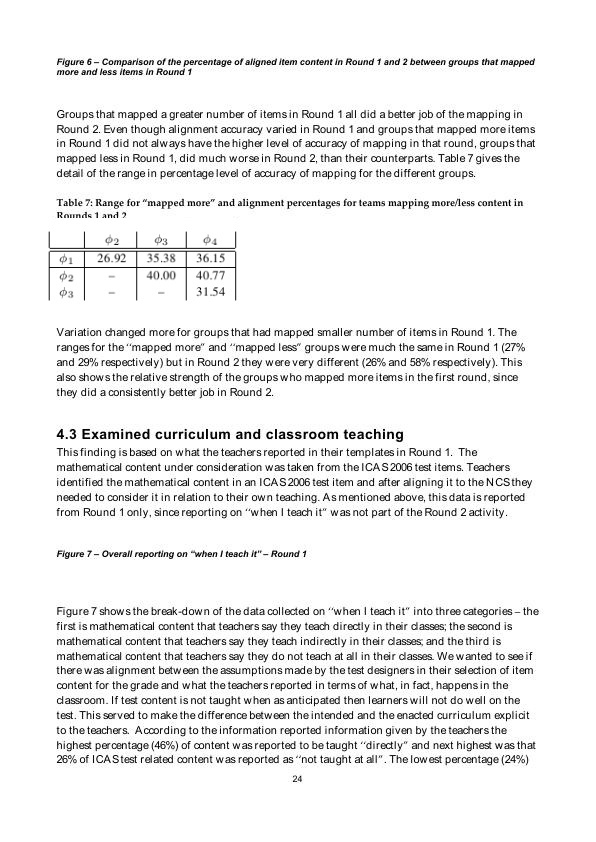 Figure 6 – Comparison of the percentage of aligned item content in Round 1 and 2 between groups that mapped
more and less items in Round 1
Groups that mapped a greater number of items in Round 1 all did a better job of the mapping in
Round 2. Even though alignment accuracy varied in Round 1 and groups that mapped more items
in Round 1 did not always have the higher level of accuracy of mapping in that round, groups that
mapped less in Round 1, did much worse in Round 2, than their counterparts. Table 7 gives the
detail of the range in percentage level of accuracy of mapping for the different groups.
Table 7: Range for “mapped more” and alignment percentages for teams mapping more/less content in
Rounds 1 and 2
ϕ2 ϕ3 ϕ4
ϕ1 26.92 35.38 36.15
ϕ2 – 40.00 40.77
ϕ3 – – 31.54
Variation changed more for groups that had mapped smaller number of items in Round 1. The
ranges for the “mapped more” and “mapped less” groups were much the same in Round 1 (27%
and 29% respectively) but in Round 2 they were very different (26% and 58% respectively). This
also shows the relative strength of the groups who mapped more items in the first round, since
they did a consistently better job in Round 2.
4.3 Examined curriculum and classroom teaching
This finding is based on what the teachers reported in their templates in Round 1. The
mathematical content under consideration was taken from the ICAS 2006 test items. Teachers
identified the mathematical content in an ICAS 2006 test item and after aligning it to the NCS they
needed to consider it in relation to their own teaching. As mentioned above, this data is reported
from Round 1 only, since reporting on “when I teach it” was not part of the Round 2 activity.
Figure 7 – Overall reporting on “when I teach it” – Round 1
Figure 7 shows the break-down of the data collected on “when I teach it” into three categories – the
first is mathematical content that teachers say they teach directly in their classes; the second is
mathematical content that teachers say they teach indirectly in their classes; and the third is
mathematical content that teachers say they do not teach at all in their classes. We wanted to see if
there was alignment between the assumptions made by the test designers in their selection of item
content for the grade and what the teachers reported in terms of what, in fact, happens in the
classroom. If test content is not taught when as anticipated then learners will not do well on the
test. This served to make the difference between the intended and the enacted curriculum explicit
to the teachers. According to the information reported information given by the teachers the
highest percentage (46%) of content was reported to be taught “directly” and next highest was that
26% of ICAS test related content was reported as “not taught at all”. The lowest percentage (24%)
24